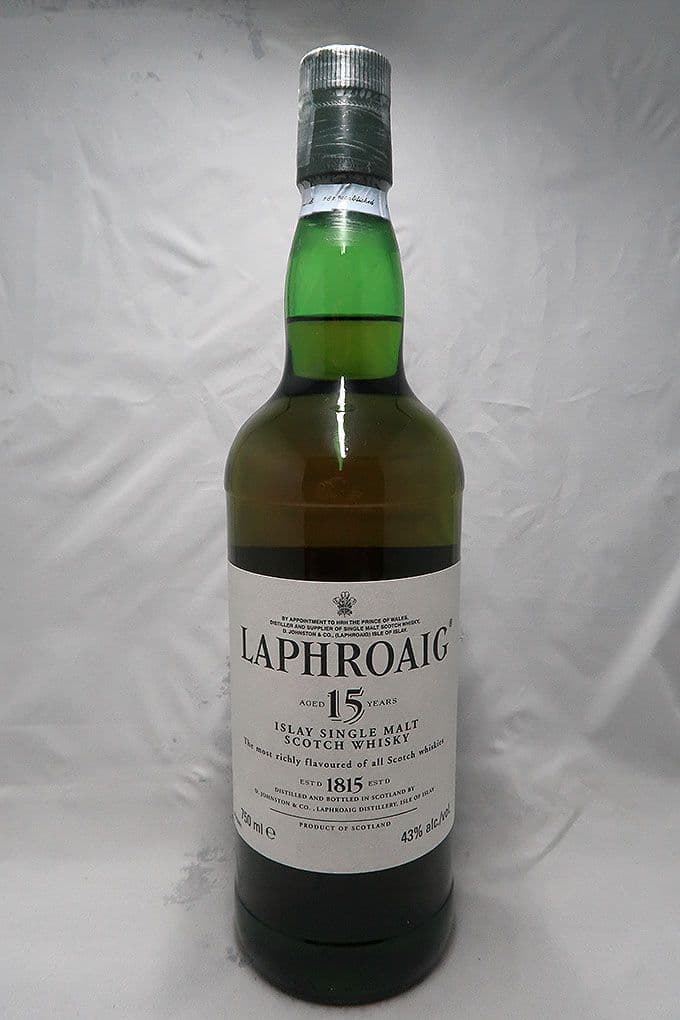 established
BY APPOINTMENT TO HRH THE PRINCE OF WALES,
DISTILLER AND SUPPLIER OF SINGLE MALT SCOTCH WHISKY,
D. JOHNSTON & CO., (LAPHROAIG) ISLE OF ISLAY.
LAPHROAIG®
AGED 15 YEARS
ISLAY SINGLE MALT
SCOTCH WHISKY
The most richly flavoured of all Scotch whiskies
ESTD 1815 ESTD
DISTILLED AND BOTTLED IN SCOTLAND BY
D. JOHNSTON & CO., LAPHROAIG DISTILLERY, ISLE OF ISLAY
750 ml e
PRODUCT OF SCOTLAND
43% alc./vol.